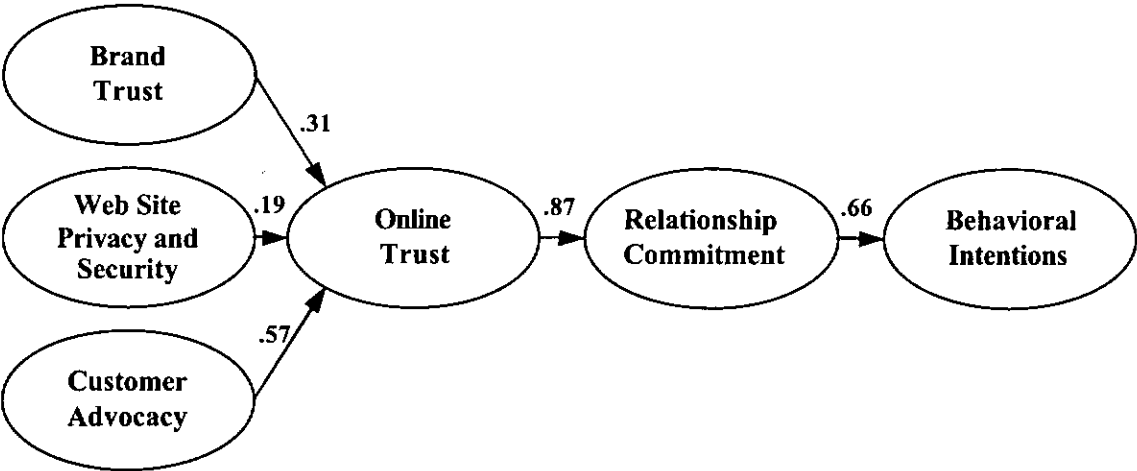 Brand
Trust
.31
Web Site
Privacy and
Security
.19
Online
Trust
.87
Relationship
Commitment
.66
Behavioral
Intentions
.57
Customer
Advocacy